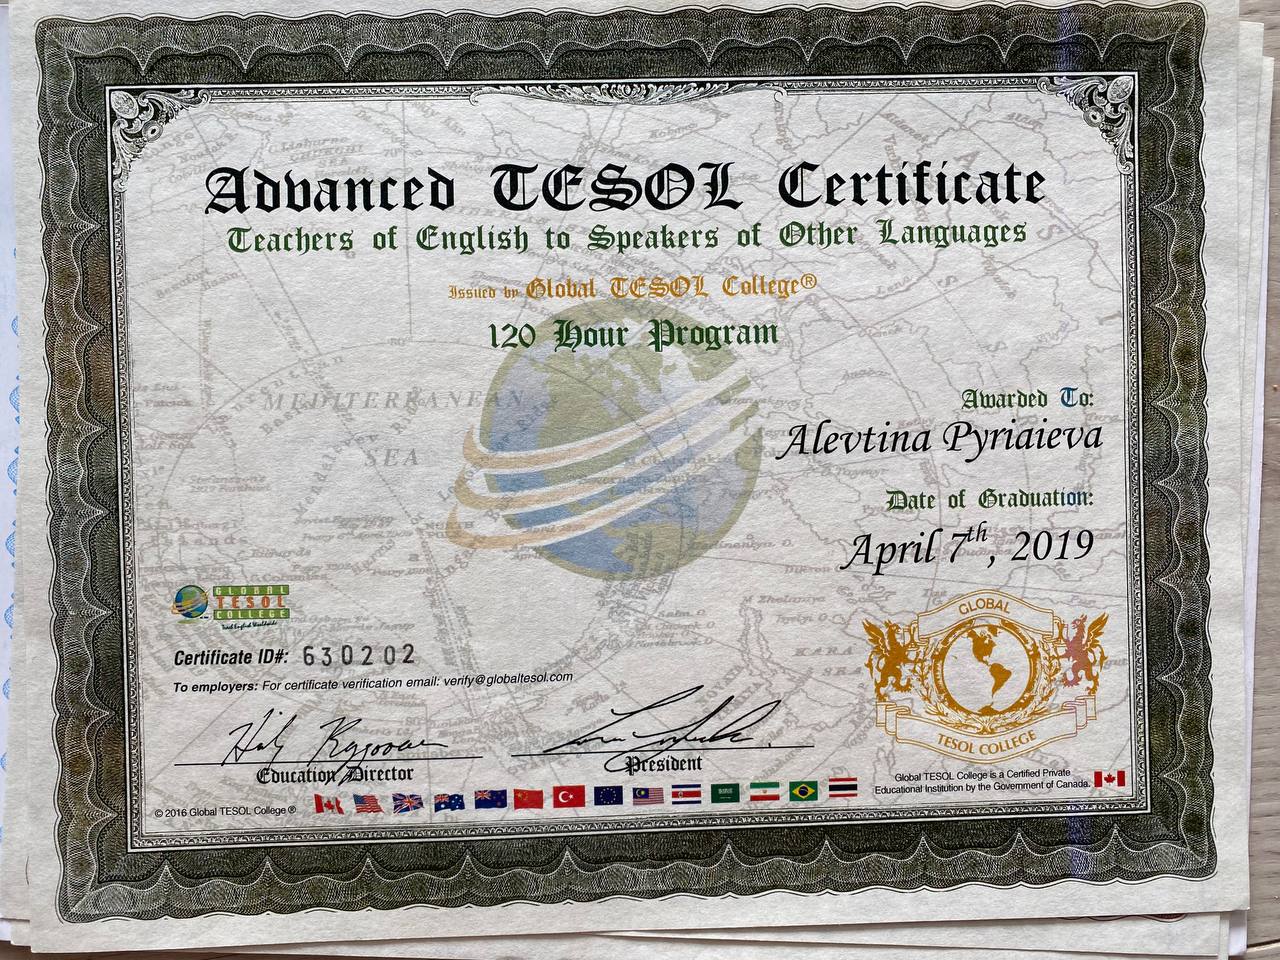 Advanced TESOL Certificate
Teachers of English to Speakers of Other Languages
Issued by Global TESOL College®
120 Hour Program
MEDITERRANEAN
SEA
Awarded To:
Alevtina Pyriaieva
Date of Graduation:
April 7th, 2019
GLOBAL
TESOL
COLLEGE
Teach English Worldwide
Certificate ID#: 630202
To employers: For certificate verification email: verify@globaltesol.com
GLOBAL
TESOL COLLEGE
Education Director
President
© 2016 Global TESOL College ®
Global TESOL College is a Certified Private
Educational Institution by the Government of Canada.